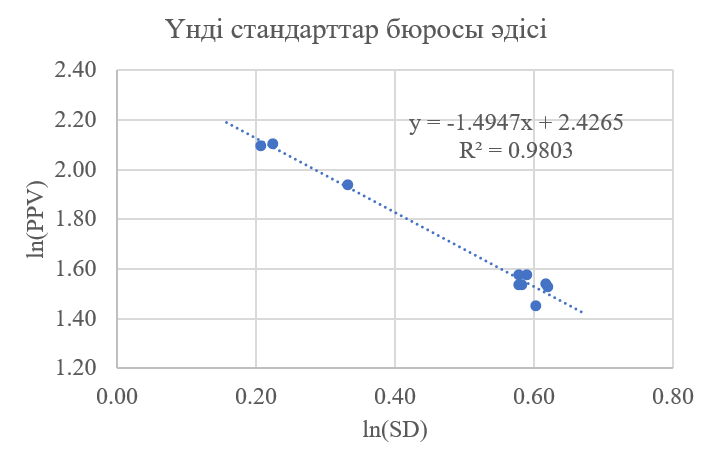 Үнді стандарттар бюросы әдісі
2.40
2.20
2.00
1.80
1.60
1.40
1.20
ln(PPV)
y = -1.4947x + 2.4265
R² = 0.9803
0.00 0.20 0.40 0.60 0.80
ln(SD)